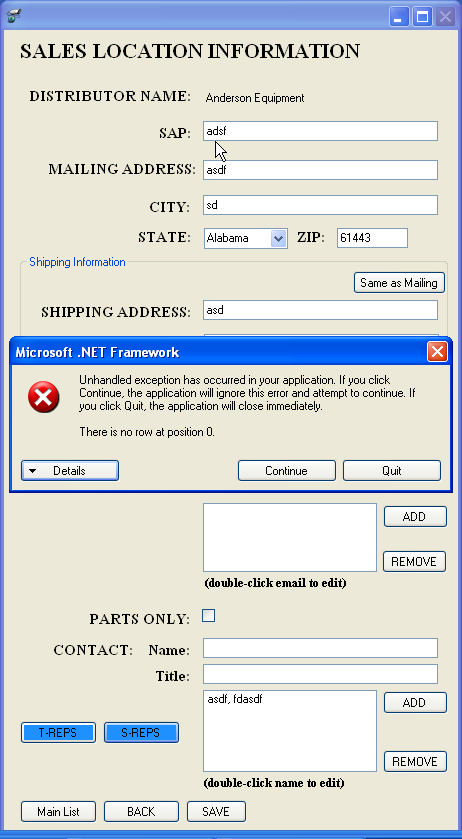 SALES LOCATION INFORMATION
DISTRIBUTOR NAME: Anderson Equipment
SAP: adsf
MAILING ADDRESS: asdf
CITY: sd
STATE: Alabama ZIP: 61443
Shipping Information
Same as Mailing
SHIPPING ADDRESS: asd
Microsoft .NET Framework
Unhandled exception has occurred in your application. If you click
Continue, the application will ignore this error and attempt to continue. If
you click Quit, the application will close immediately.
There is no row at position 0.
Details Continue Quit
ADD
REMOVE
(double-click email to edit)
PARTS ONLY:
CONTACT: Name:
Title:
asdf, fdasdf
ADD
T-REPS S-REPS
REMOVE
(double-click name to edit)
Main List BACK SAVE